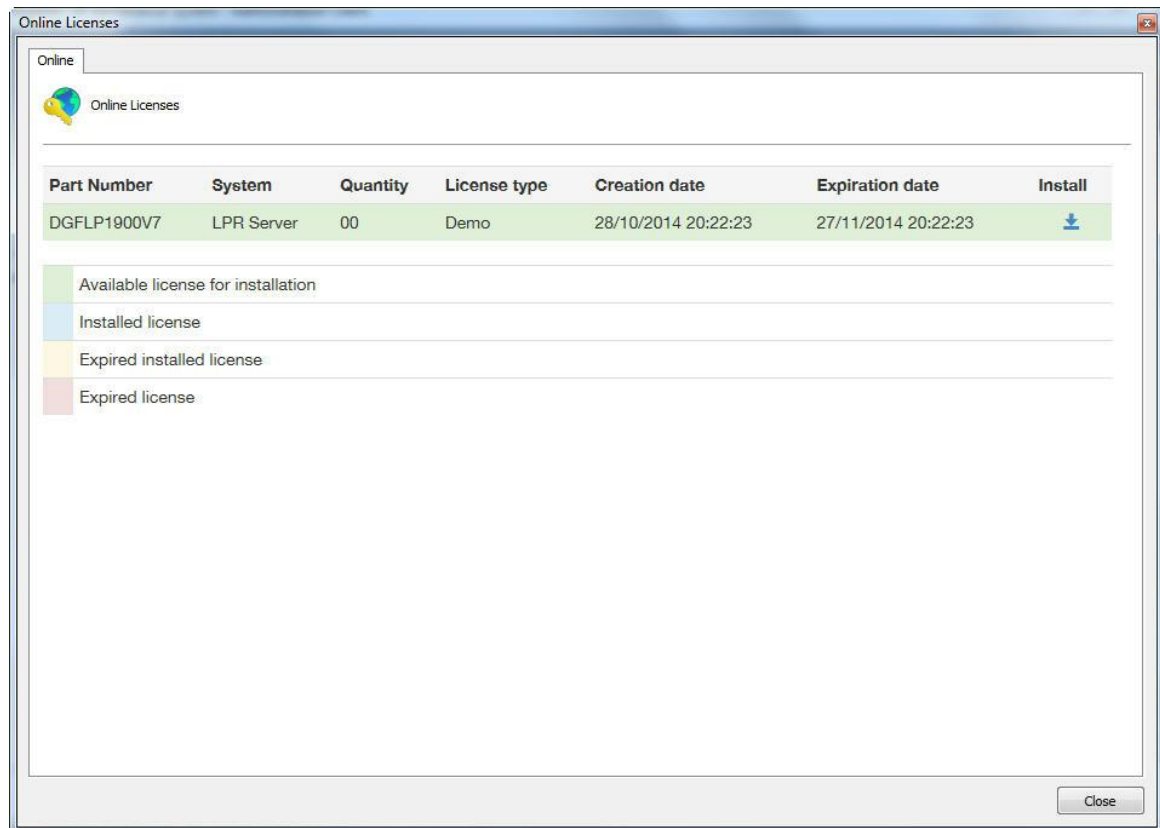 Online Licenses
Online
Online Licenses
Part Number System Quantity License type Creation date Expiration date Install
DGFLP1900V7 LPR Server 00 Demo 28/10/2014 20:22:23 27/11/2014 20:22:23
Available license for installation
Installed license
Expired installed license
Expired license
Close